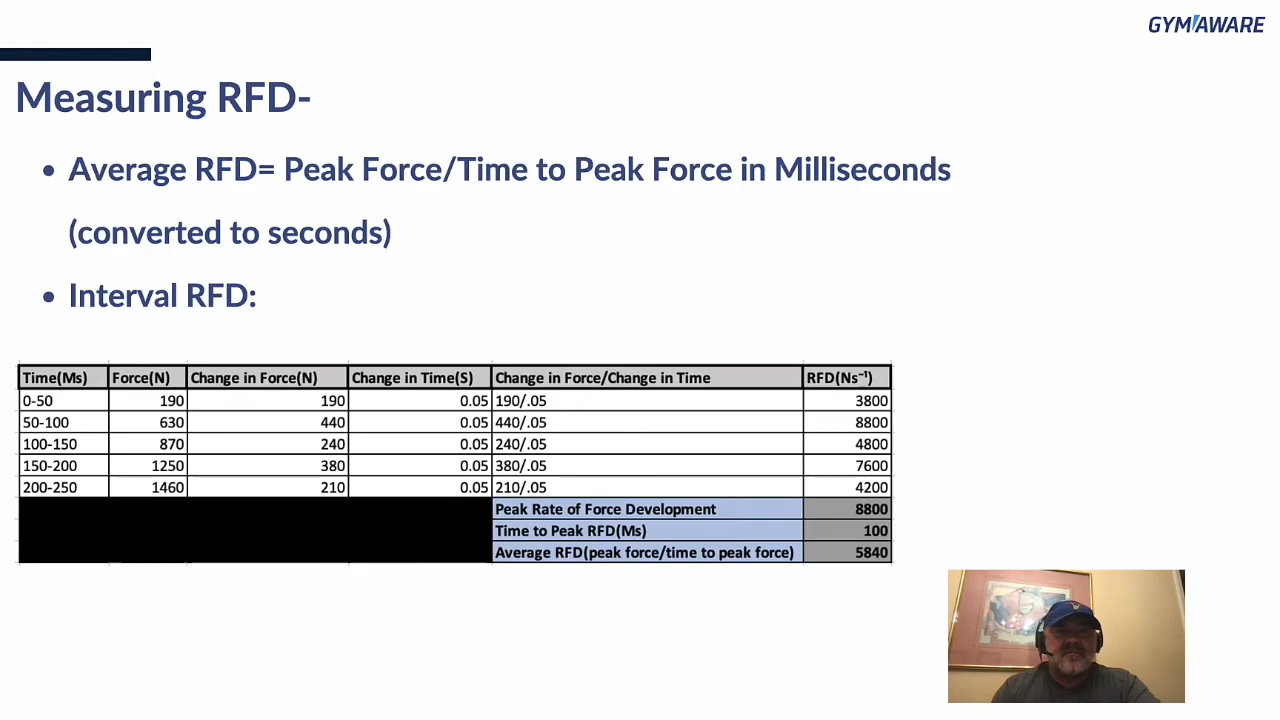 GYMAWARE
Measuring RFD-
• Average RFD= Peak Force/Time to Peak Force in Milliseconds
(converted to seconds)
• Interval RFD:
Time(Ms) Force(N) Change in Force(N) Change in Time(S) Change in Force/Change in Time RFD(Ns⁻¹)
0-50 190 190 0.05 190/.05 3800
50-100 630 440 0.05 440/.05 8800
100-150 870 240 0.05 240/.05 4800
150-200 1250 380 0.05 380/.05 7600
200-250 1460 210 0.05 210/.05 4200
Peak Rate of Force Development 8800
Time to Peak RFD(Ms) 100
Average RFD(peak force/time to peak force) 5840